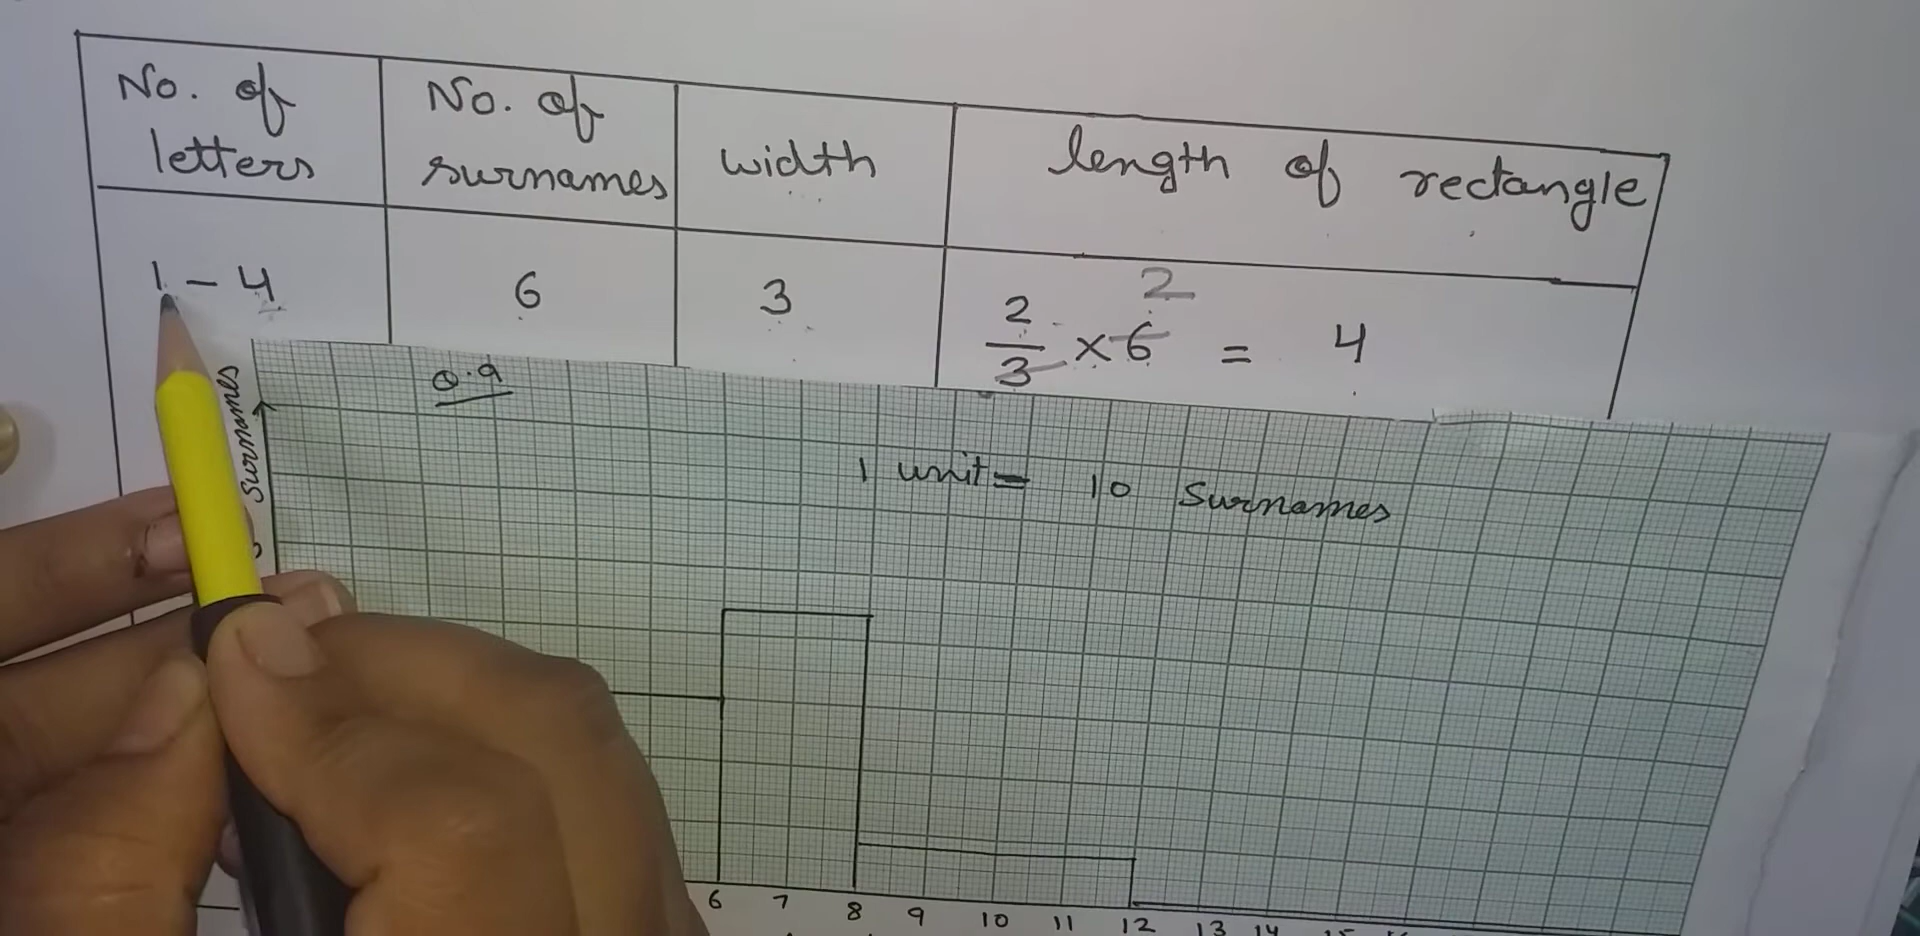 No. of letters
No. of surnames
width
length of rectangle
1 - 4
6
3
2/3 × 6 = 4
2
Q.9
Surnames
1 unit = 10 Surnames
6 7 8 9 10 11 12 13 14